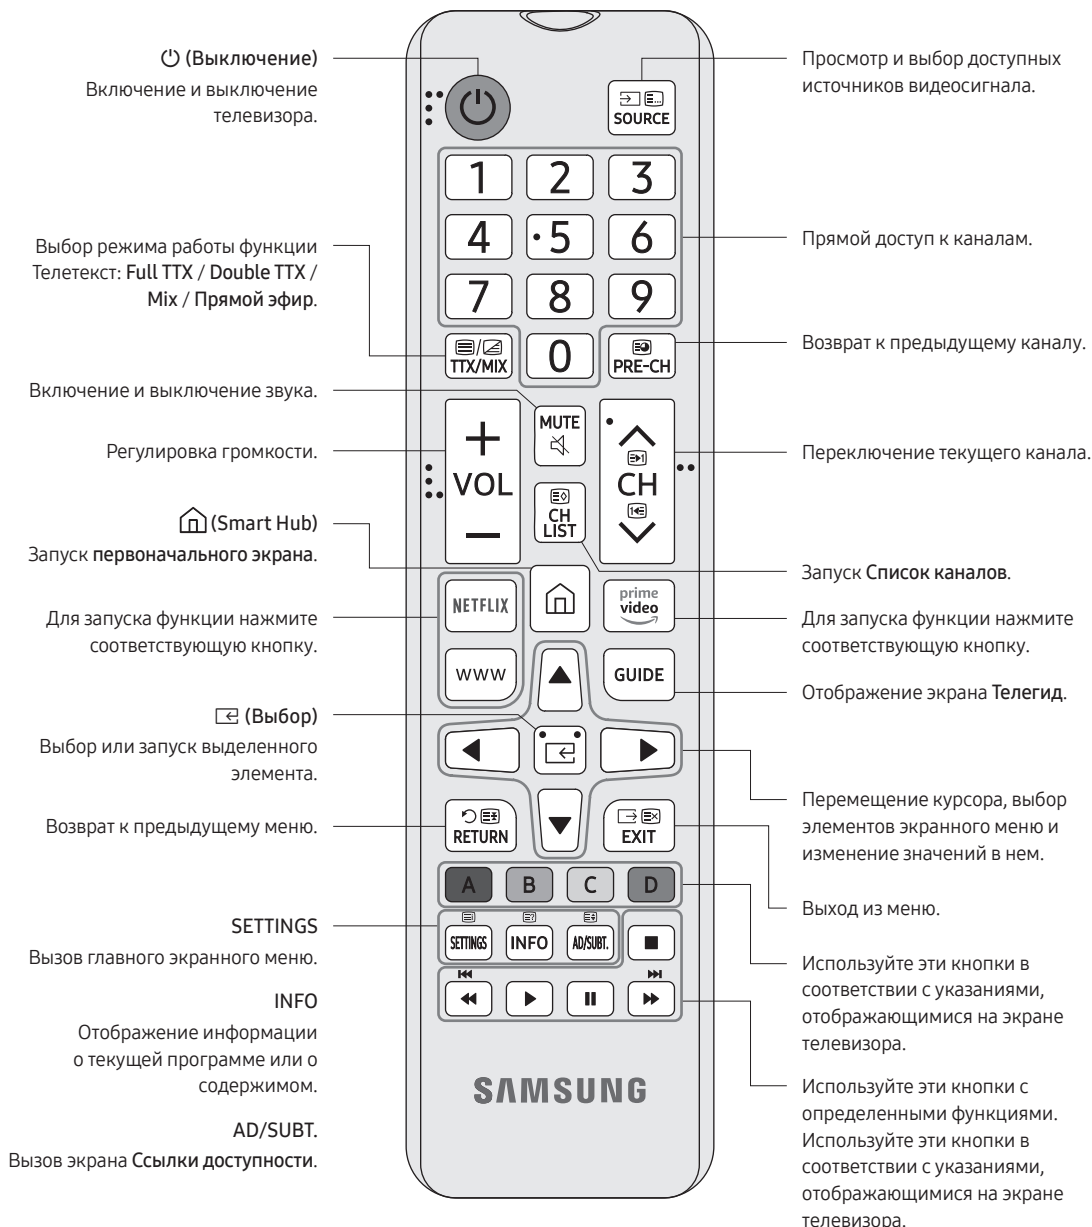 (Выключение)
Включение и выключение
телевизора.
Выбор режима работы функции
Телетекст: Full TTX / Double TTX /
Mix / Прямой эфир.
Включение и выключение звука.
Регулировка громкости.
(Smart Hub)
Запуск первоначального экрана.
Для запуска функции нажмите
соответствующую кнопку.
(Выбор)
Выбор или запуск выделенного
элемента.
Возврат к предыдущему меню.
SETTINGS
Вызов главного экранного меню.
INFO
Отображение информации
о текущей программе или о
содержимом.
AD/SUBT.
Вызов экрана Ссылки доступности.
SOURCE
1 2 3
4 5 6
7 8 9
TTX/MIX 0 PRE-CH
MUTE
VOL
CH
CH
LIST
NETFLIX
prime
video
www
GUIDE
RETURN
EXIT
A B C D
SETTINGS INFO AD/SUBT.
SAMSUNG
Просмотр и выбор доступных
источников видеосигнала.
Прямой доступ к каналам.
Возврат к предыдущему каналу.
Переключение текущего канала.
Запуск Список каналов.
Для запуска функции нажмите
соответствующую кнопку.
Отображение экрана Телегид.
Перемещение курсора, выбор
элементов экранного меню и
изменение значений в нем.
Выход из меню.
Используйте эти кнопки в
соответствии с указаниями,
отображающимися на экране
телевизора.
Используйте эти кнопки с
определенными функциями.
Используйте эти кнопки в
соответствии с указаниями,
отображающимися на экране
телевизора.